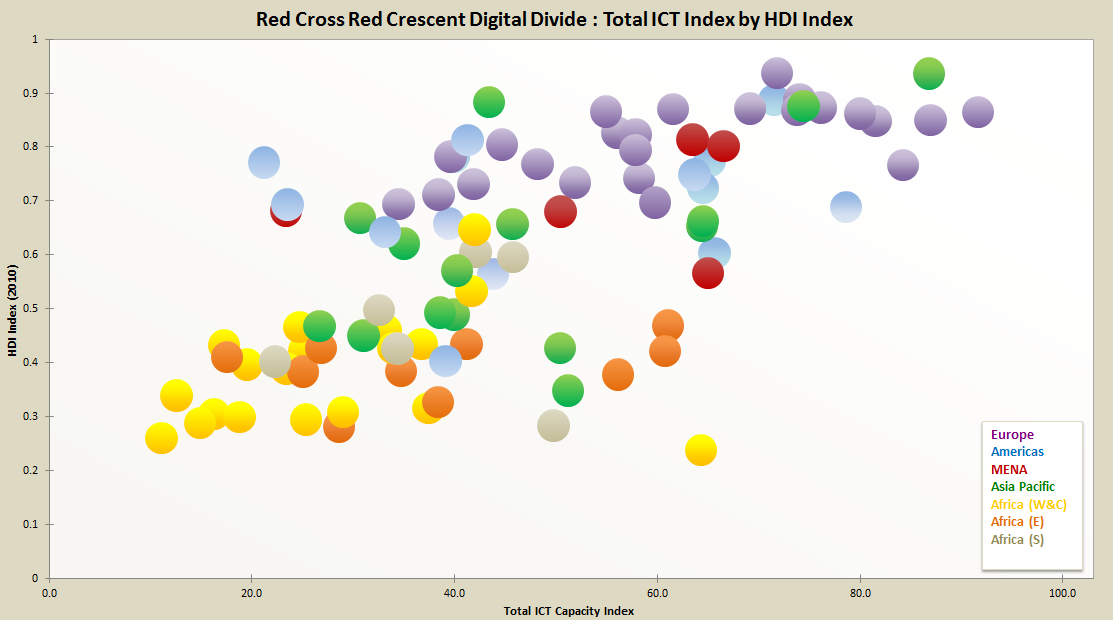 Red Cross Red Crescent Digital Divide : Total ICT Index by HDI Index
1
0.9
0.8
0.7
0.6
0.5
0.4
0.3
0.2
0.1
0
HDI Index (2010)
0.0
20.0
40.0
60.0
80.0
100.0
Total ICT Capacity Index
Europe
Americas
MENA
Asia Pacific
Africa (W&C)
Africa (E)
Africa (S)